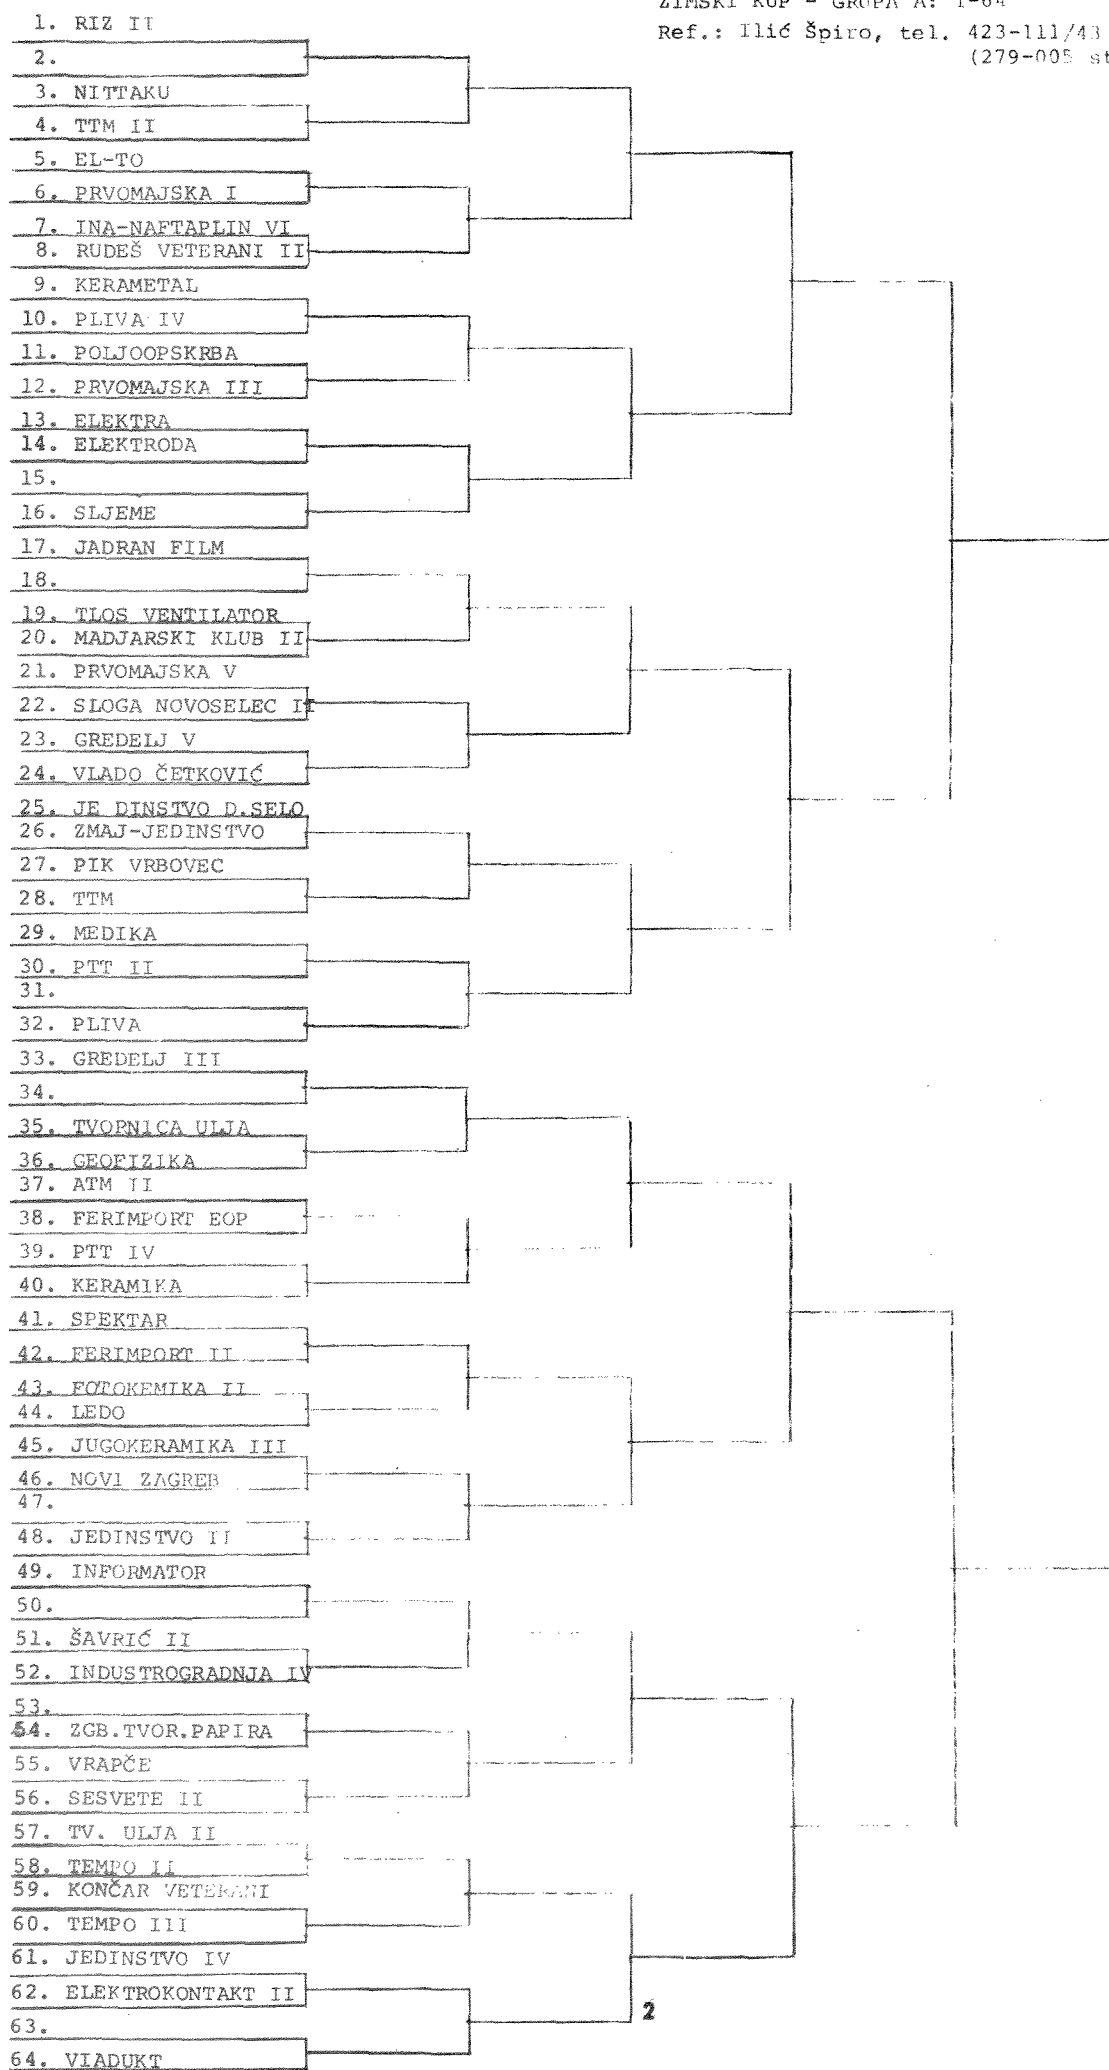 ZIMSKI KUP - GRUPA A: 1-64
Ref.: Ilić Špiro, tel. 423-111/43
(279-005 st
1. RIZ II
2.
3. NITTAKU
4. TTM II
5. EL-TO
6. PRVOMAJSKA I
7. INA-NAFTAPLIN VI
8. RUDEŠ VETERANI II
9. KERAMETAL
10. PLIVA IV
11. POLJOOPSKRBA
12. PRVOMAJSKA III
13. ELEKTRA
14. ELEKTRODA
15.
16. SLJEME
17. JADRAN FILM
18.
19. TLOS VENTILATOR
20. MADJARSKI KLUB II
21. PRVOMAJSKA V
22. SLOGA NOVOSELEC II
23. GREDELJ V
24. VLADO ČETKOVIĆ
25. JE DINSTVO D.SELO
26. ZMAJ-JEDINSTVO
27. PIK VRBOVEC
28. TTM
29. MEDIKA
30. PTT II
31.
32. PLIVA
33. GREDELJ III
34.
35. TVORNICA ULJA
36. GEOFIZIKA
37. ATM II
38. FERIMPORT EOP
39. PTT IV
40. KERAMIKA
41. SPEKTAR
42. FERIMPORT II
43. FOTOKEMIKA II
44. LEDO
45. JUGOKERAMIKA III
46. NOVI ZAGREB
47.
48. JEDINSTVO II
49. INFORMATOR
50.
51. ŠAVRIĆ II
52. INDUSTROGRADNJA IV
53.
54. ZGB.TVOR.PAPIRA
55. VRAPČE
56. SESVETE II
57. TV. ULJA II
58. TEMPO II
59. KONČAR VETERANI
60. TEMPO III
61. JEDINSTVO IV
62. ELEKTROKONTAKT II
2
63.
64. VIADUKT